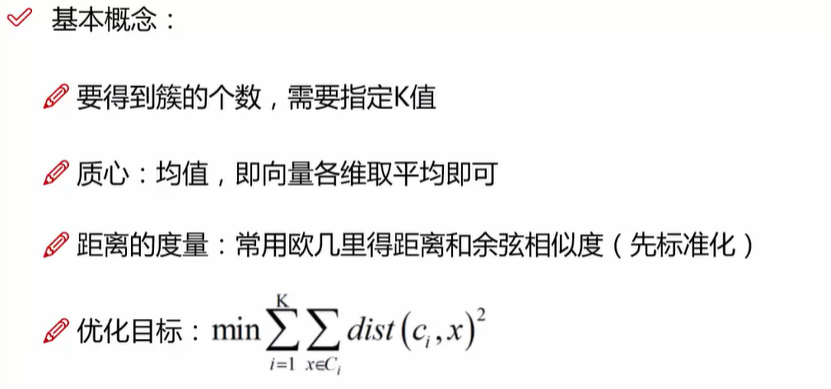 基本概念：
要得到簇的个数，需要指定K值
质心：均值，即向量各维取平均即可
距离的度量：常用欧几里得距离和余弦相似度（先标准化）
优化目标：$\min \sum_{i=1}^{K} \sum_{x \in C_i} dist(c_i, x)^2$